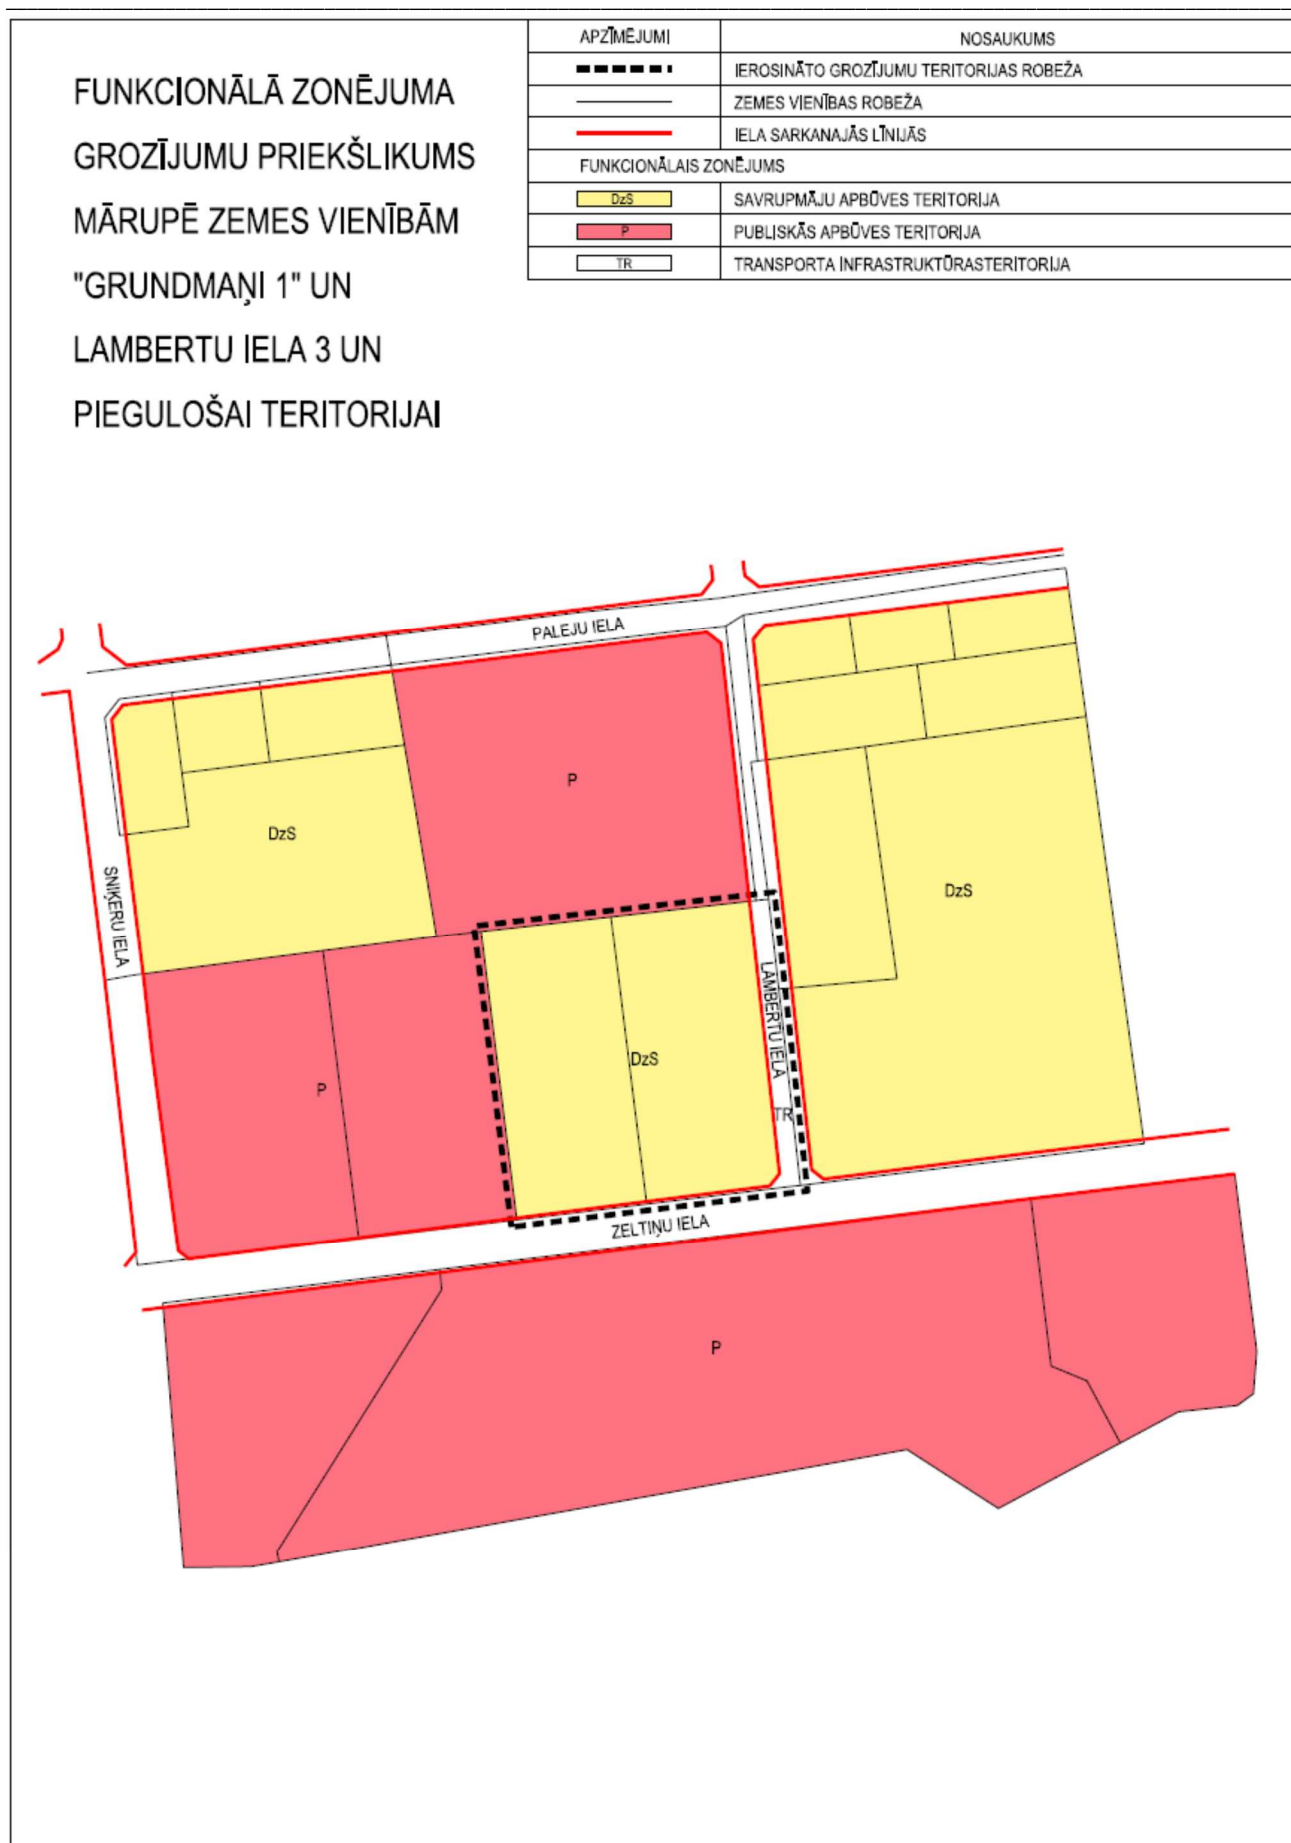 FUNKCIONĀLĀ ZONĒJUMA
GROZĪJUMU PRIEKŠLIKUMS
MĀRUPĒ ZEMES VIENĪBĀM
"GRUNDMAŅI 1" UN
LAMBERTU IELA 3 UN
PIEGULOŠAI TERITORIJAI
APZĪMĒJUMI NOSAUKUMS
IEROSINĀTO GROZĪJUMU TERITORIJAS ROBEŽA
ZEMES VIENĪBAS ROBEŽA
IELA SARKANAJĀS LĪNIJĀS
FUNKCIONĀLAIS ZONĒJUMS
DzS SAVRUPMĀJU APBŪVES TERITORIJA
P PUBLISKĀS APBŪVES TERITORIJA
TR TRANSPORTA INFRASTRUKTŪRASTERITORIJA
PALEJU IELA
P
DzS
DzS
SNIĶERU IELA
LAMBERTU IELA
DzS
P
TR
ZELTIŅU IELA
P